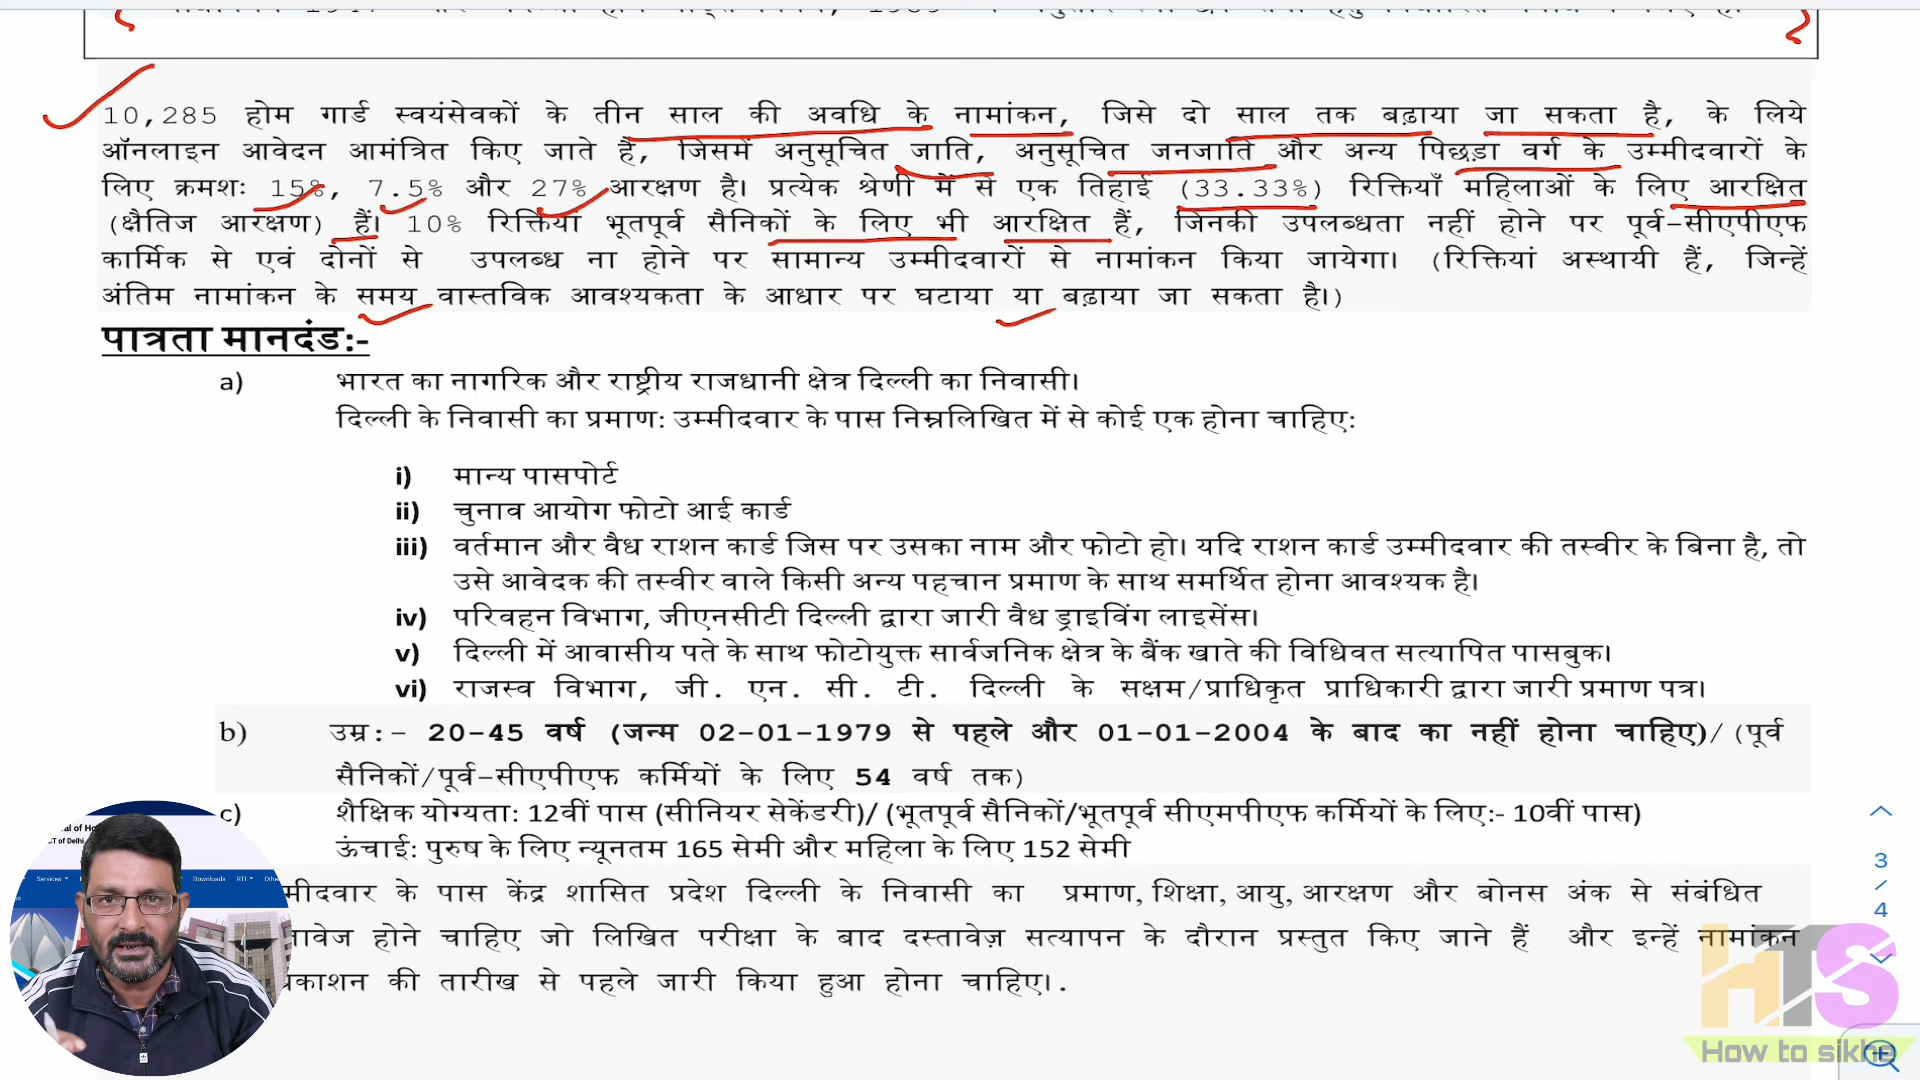 10,285 होम गार्ड स्वयंसेवकों के तीन साल की अवधि के नामांकन, जिसे दो साल तक बढ़ाया जा सकता है, के लिये
ऑनलाइन आवेदन आमंत्रित किए जाते हैं, जिसमें अनुसूचित जाति, अनुसूचित जनजाति और अन्य पिछड़ा वर्ग के उम्मीदवारों के
लिए क्रमशः 15%, 7.5% और 27% आरक्षण है। प्रत्येक श्रेणी में से एक तिहाई (33.33%) रिक्तियाँ महिलाओं के लिए आरक्षित
(क्षैतिज आरक्षण) हैं। 10% रिक्तियां भूतपूर्व सैनिकों के लिए भी आरक्षित हैं, जिनकी उपलब्धता नहीं होने पर पूर्व-सीएपीएफ
कार्मिक से एवं दोनों से उपलब्ध ना होने पर सामान्य उम्मीदवारों से नामांकन किया जायेगा। (रिक्तियां अस्थायी हैं, जिन्हें
अंतिम नामांकन के समय वास्तविक आवश्यकता के आधार पर घटाया या बढ़ाया जा सकता है।)
पात्रता मानदंड:-
a) भारत का नागरिक और राष्ट्रीय राजधानी क्षेत्र दिल्ली का निवासी।
दिल्ली के निवासी का प्रमाण: उम्मीदवार के पास निम्नलिखित में से कोई एक होना चाहिए:
i) मान्य पासपोर्ट
ii) चुनाव आयोग फोटो आई कार्ड
iii) वर्तमान और वैध राशन कार्ड जिस पर उसका नाम और फोटो हो। यदि राशन कार्ड उम्मीदवार की तस्वीर के बिना है, तो
उसे आवेदक की तस्वीर वाले किसी अन्य पहचान प्रमाण के साथ समर्थित होना आवश्यक है।
iv) परिवहन विभाग, जीएनसीटी दिल्ली द्वारा जारी वैध ड्राइविंग लाइसेंस।
v) दिल्ली में आवासीय पते के साथ फोटोयुक्त सार्वजनिक क्षेत्र के बैंक खाते की विधिवत सत्यापित पासबुक।
vi) राजस्व विभाग, जी. एन. सी. टी. दिल्ली के सक्षम/प्राधिकृत प्राधिकारी द्वारा जारी प्रमाण पत्र।
b) उम्र:- 20-45 वर्ष (जन्म 02-01-1979 से पहले और 01-01-2004 के बाद का नहीं होना चाहिए)/(पूर्व
सैनिकों/पूर्व-सीएपीएफ कर्मियों के लिए 54 वर्ष तक)
c) शैक्षिक योग्यता: 12वीं पास (सीनियर सेकेंडरी)/ (भूतपूर्व सैनिकों/भूतपूर्व सीएमपीएफ कर्मियों के लिए:- 10वीं पास)
ऊंचाई: पुरुष के लिए न्यूनतम 165 सेमी और महिला के लिए 152 सेमी
के पास केंद्र शासित प्रदेश दिल्ली के निवासी का प्रमाण, शिक्षा, आयु, आरक्षण और बोनस अंक से संबंधित
होने चाहिए जो लिखित परीक्षा के बाद दस्तावेज़ सत्यापन के दौरान प्रस्तुत किए जाने हैं और इन्हें नामांकन
की तारीख से पहले जारी किया हुआ होना चाहिए।.
Services
Downloads
RTI
3
/
4
HTS
How to sikhe